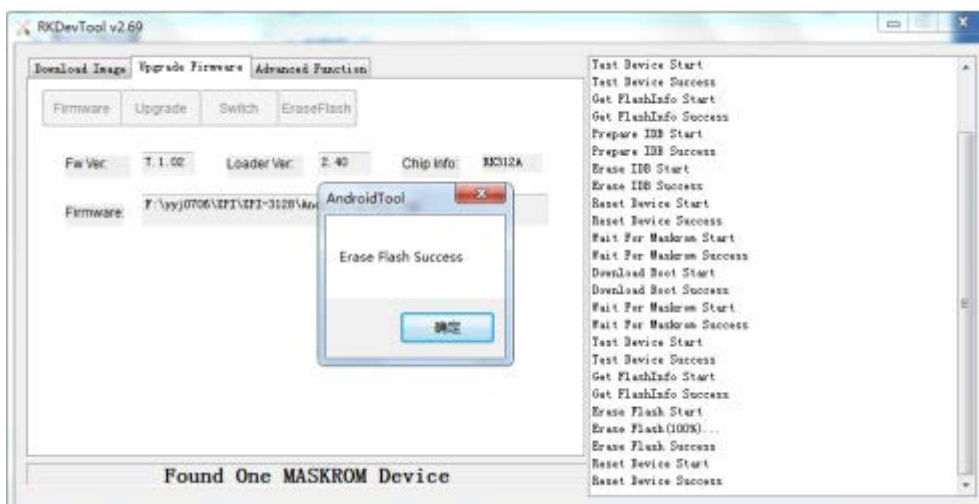 RKDevTool v2.69
Download Image Upgrade Firmware Advanced Function
Firmware Upgrade Switch EraseFlash
Fw Ver: 7.1.02 Loader Ver: 2.40 Chip Info: RK312A
Firmware:
AndroidTool
Erase Flash Success
确定
Found One MASKROM Device
Test Device Start
Test Device Success
Get FlashInfo Start
Get FlashInfo Success
Prepare IDB Start
Prepare IDB Success
Erase IDB Start
Erase IDB Success
Reset Device Start
Reset Device Success
Wait For Maskrom Start
Wait For Maskrom Success
Download Boot Start
Download Boot Success
Wait For Maskrom Start
Wait For Maskrom Success
Test Device Start
Test Device Success
Get FlashInfo Start
Get FlashInfo Success
Erase Flash Start
Erase Flash(100%)...
Erase Flash Success
Reset Device Start
Reset Device Success